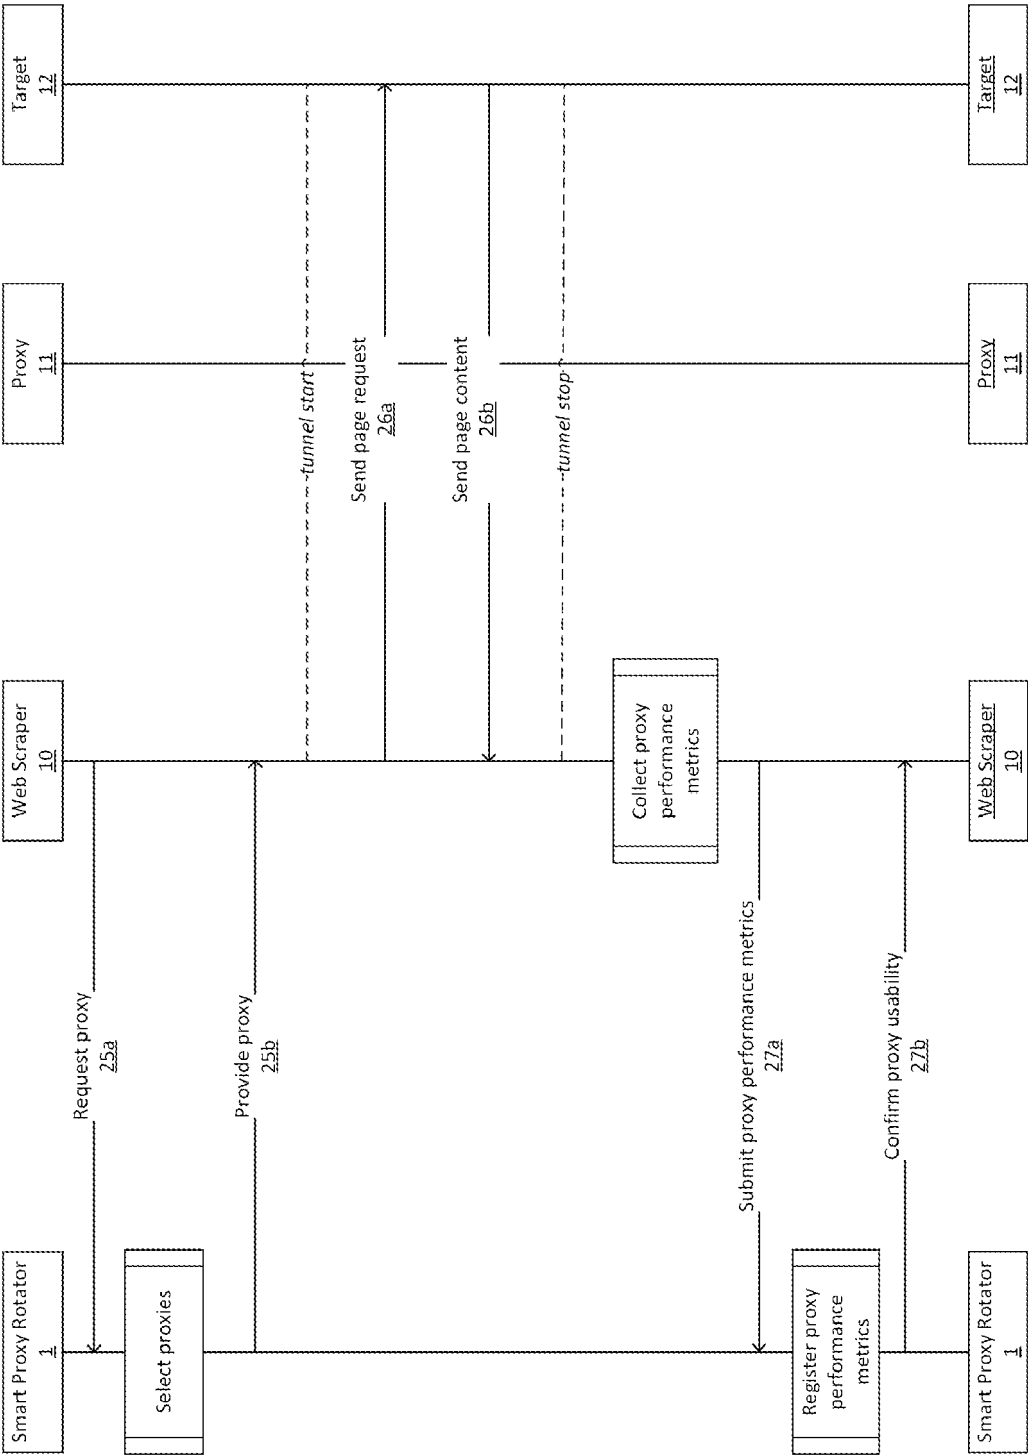 Smart Proxy Rotator
1
Web Scraper
10
Proxy
11
Target
12
Request proxy
25a
Select proxies
Provide proxy
25b
tunnel start
Send page request
26a
Send page content
26b
tunnel stop
Collect proxy
performance
metrics
Submit proxy performance metrics
27a
Register proxy
performance
metrics
Confirm proxy usability
27b
Smart Proxy Rotator
1
Web Scraper
10
Proxy
11
Target
12